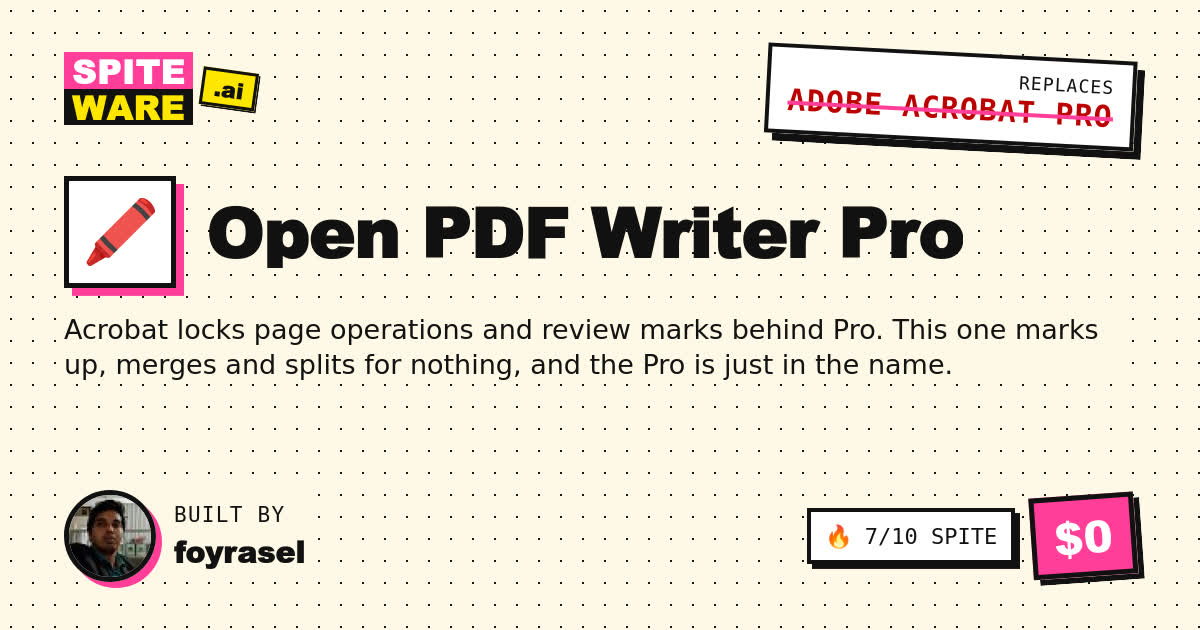 SPITE
WARE
.ai
REPLACES
ADOBE ACROBAT PRO
Open PDF Writer Pro
Acrobat locks page operations and review marks behind Pro. This one marks
up, merges and splits for nothing, and the Pro is just in the name.
BUILT BY
foyrasel
🔥 7/10 SPITE
$0